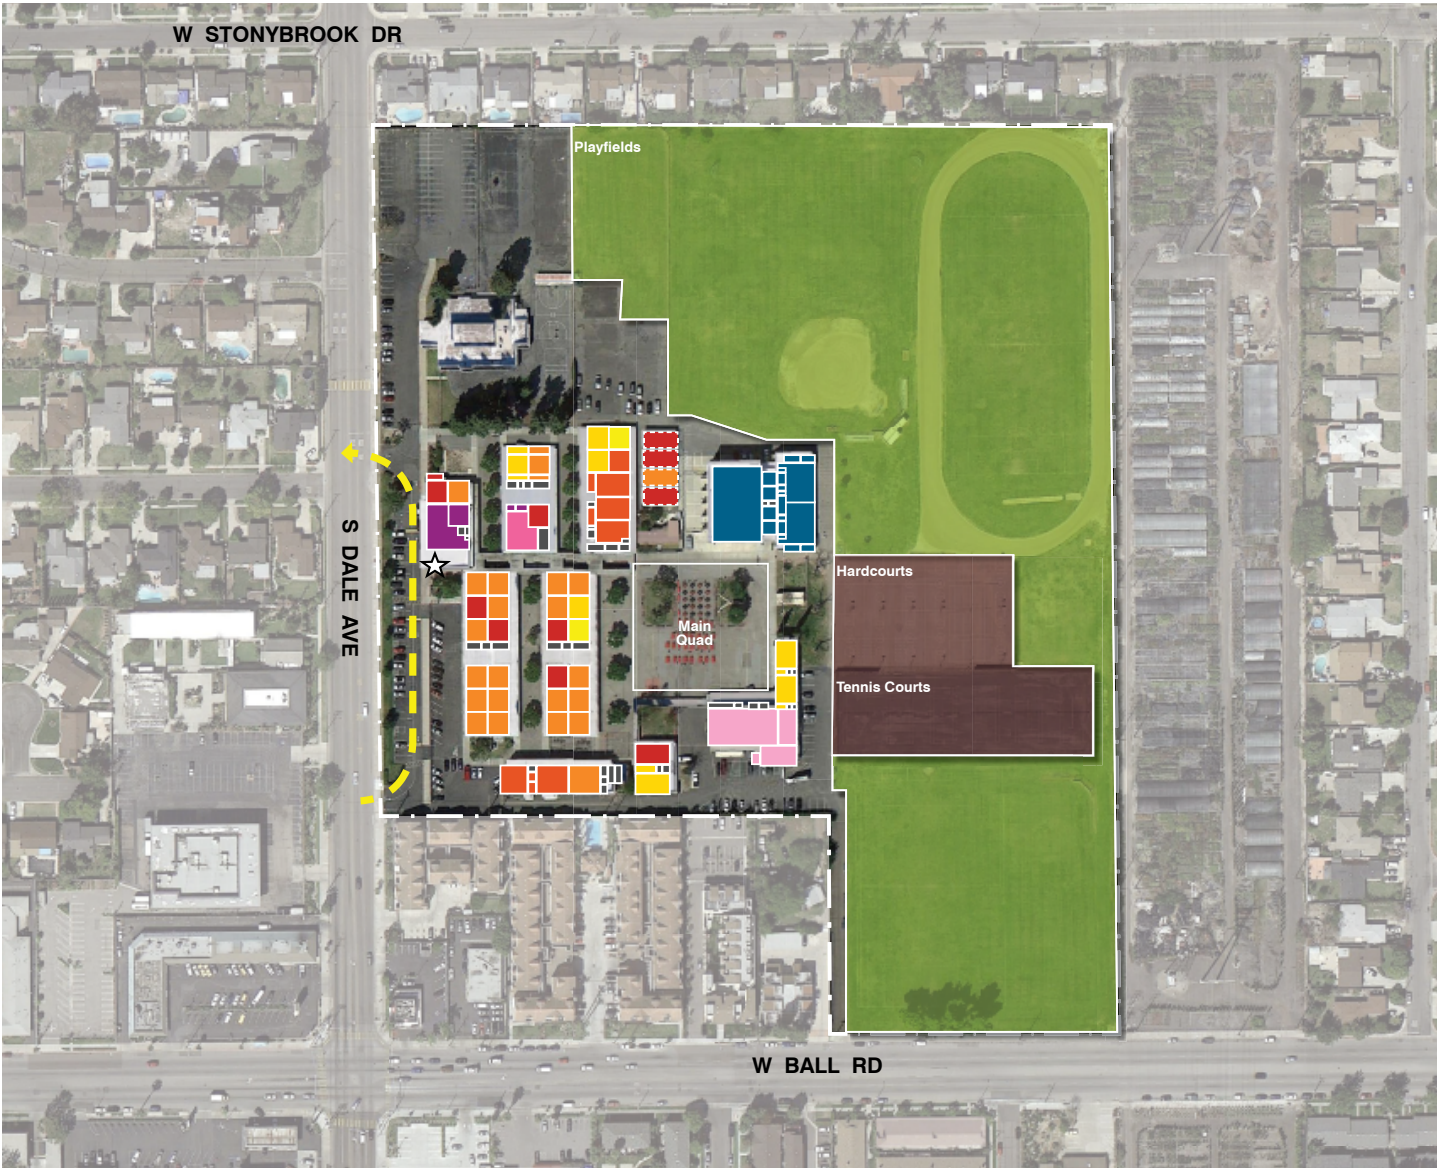 W STONYBROOK DR
Playfields
S DALE AVE
Hardcourts
Main
Quad
Tennis Courts
W BALL RD